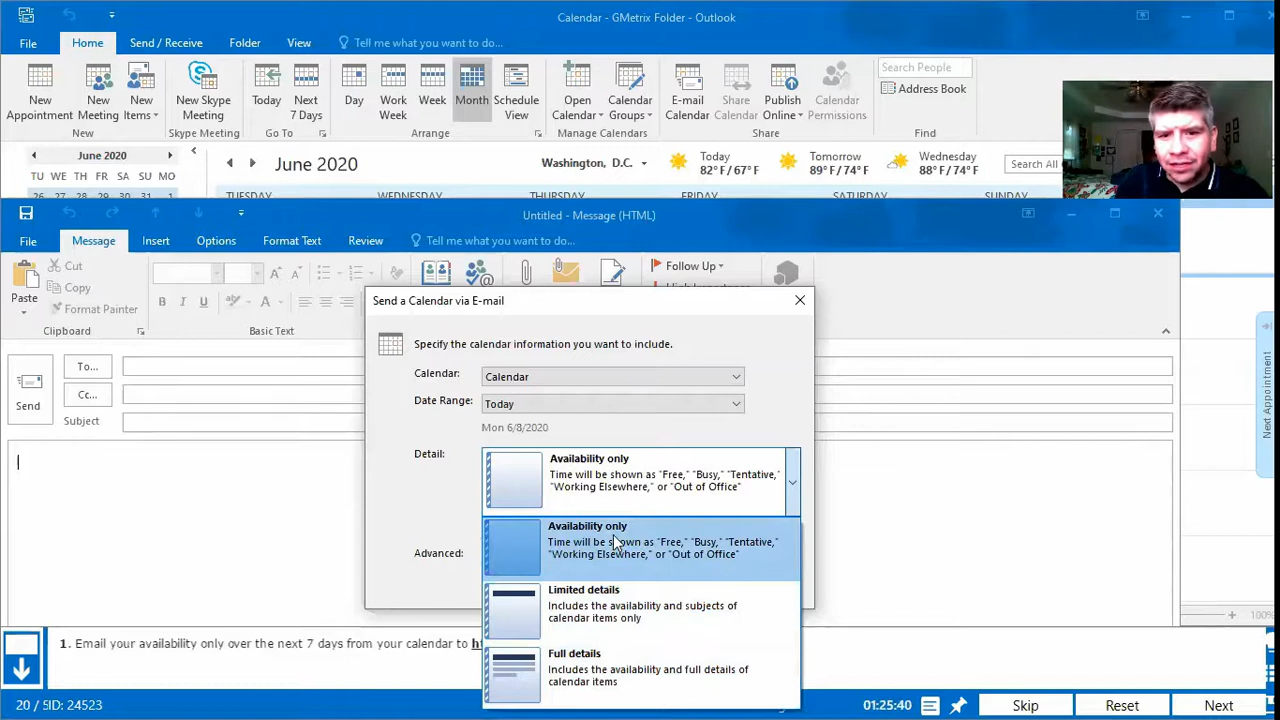 Calendar - GMetrix Folder - Outlook
File Home Send / Receive Folder View Tell me what you want to do...
New Appointment
New Meeting
New Items
New Skype Meeting
Today
Next 7 Days
Day
Work Week
Week
Month
Schedule View
Open Calendar
Calendar Groups
E-mail Calendar
Share Calendar
Publish Online
Calendar Permissions
Search People
Address Book
New Skype Meeting Go To Arrange Manage Calendars Share Find
June 2020
TU WE TH FR SA SU MO
26 27 28 29 30 31 1
June 2020
Washington, D.C.
Today
82° F / 67° F
Tomorrow
89° F / 74° F
Wednesday
88° F / 74° F
Search All
TUESDAY WEDNESDAY THURSDAY FRIDAY SATURDAY SUNDAY
Untitled - Message (HTML)
File Message Insert Options Format Text Review Tell me what you want to do...
Paste
Cut
Copy
Format Painter
Clipboard
B I U
Basic Text
Follow Up
Send
To...
Cc...
Subject
Send a Calendar via E-mail
Specify the calendar information you want to include.
Calendar: Calendar
Date Range: Today
Mon 6/8/2020
Detail: Availability only
Time will be shown as "Free," "Busy," "Tentative,"
"Working Elsewhere," or "Out of Office"
Availability only
Time will be shown as "Free," "Busy," "Tentative,"
"Working Elsewhere," or "Out of Office"
Advanced:
Limited details
Includes the availability and subjects of
calendar items only
Full details
Includes the availability and full details of
calendar items
Next Appointment
100%
1. Email your availability only over the next 7 days from your calendar to
20 / 5ID: 24523
01:25:40
Skip Reset Next